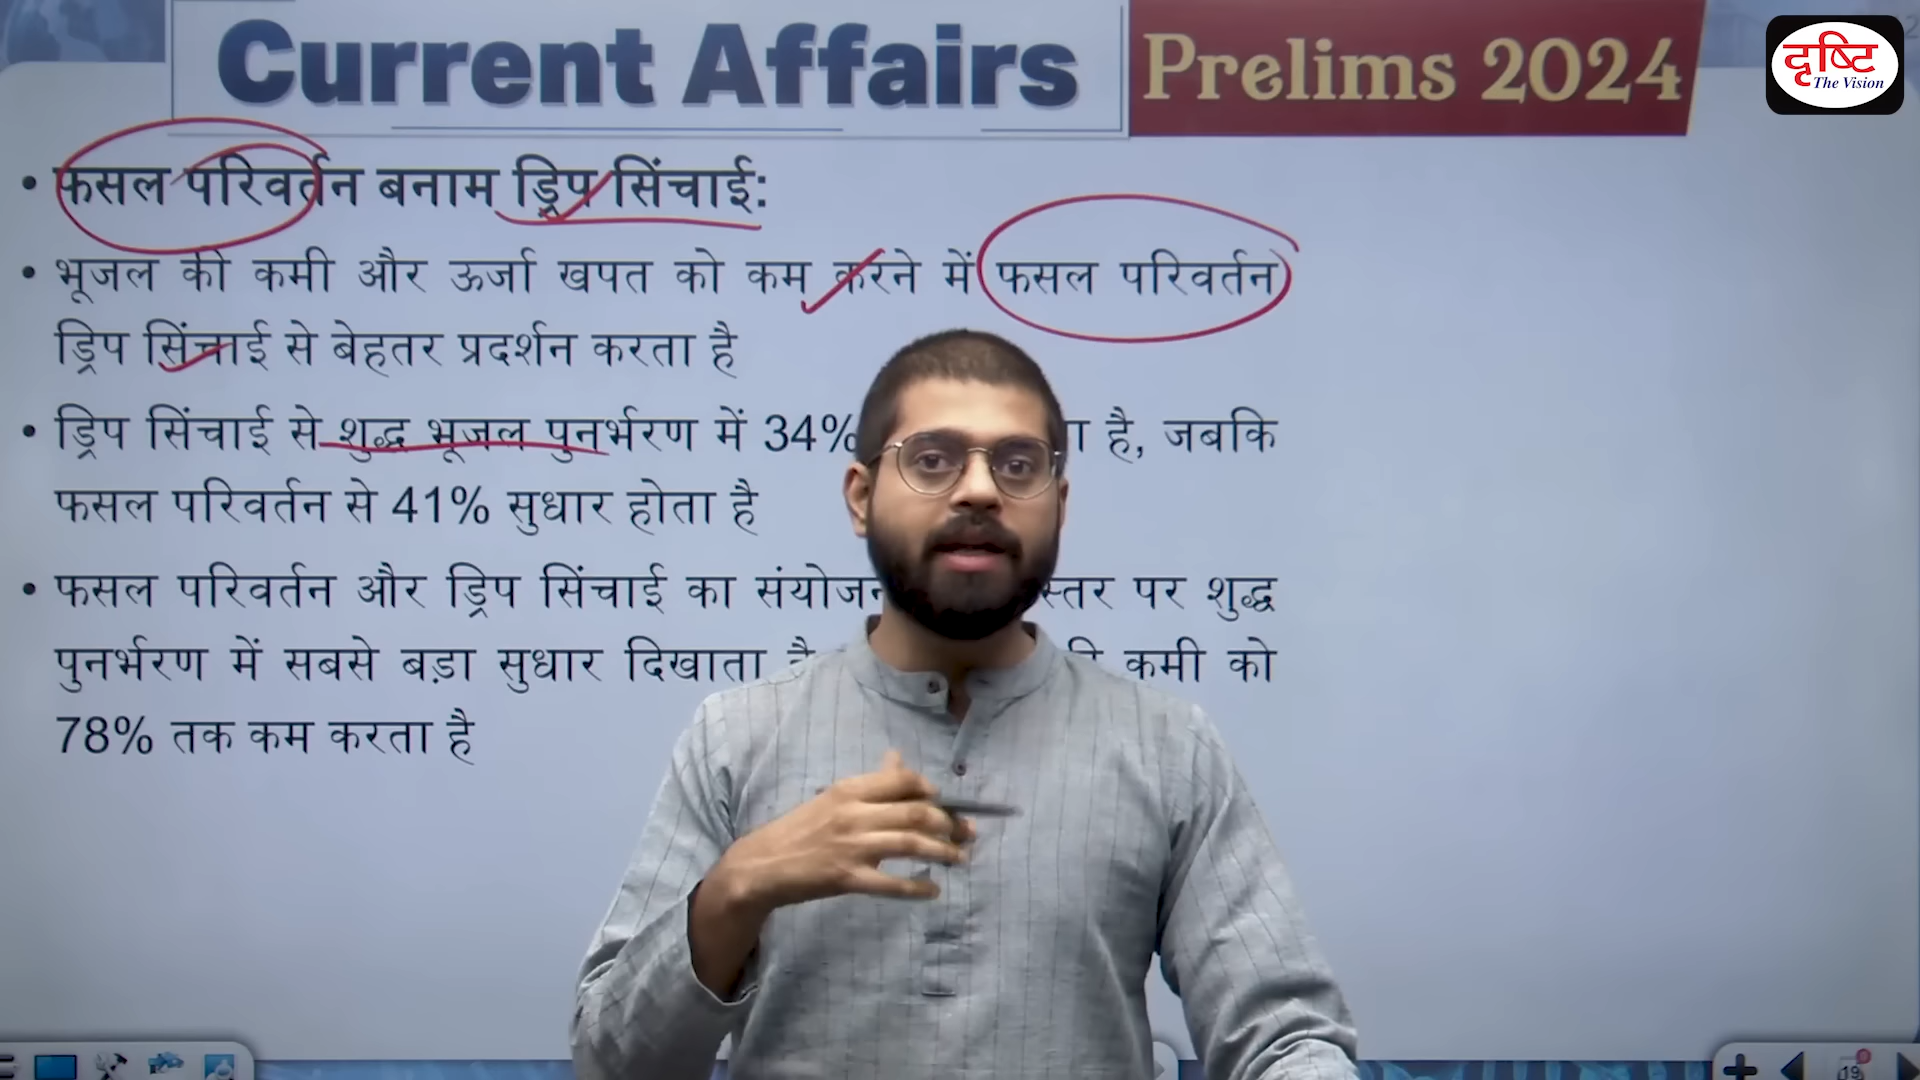 Current Affairs
Prelims 2024
दृष्टि
The Vision
• फसल परिवर्तन बनाम ड्रिप सिंचाई:
• भूजल की कमी और ऊर्जा खपत को कम करने में फसल परिवर्तन
ड्रिप सिंचाई से बेहतर प्रदर्शन करता है
• ड्रिप सिंचाई से शुद्ध भूजल पुनर्भरण में 34% है, जबकि
फसल परिवर्तन से 41% सुधार होता है
• फसल परिवर्तन और ड्रिप सिंचाई का संयोजन स्तर पर शुद्ध
पुनर्भरण में सबसे बड़ा सुधार दिखाता कमी को
78% तक कम करता है
19